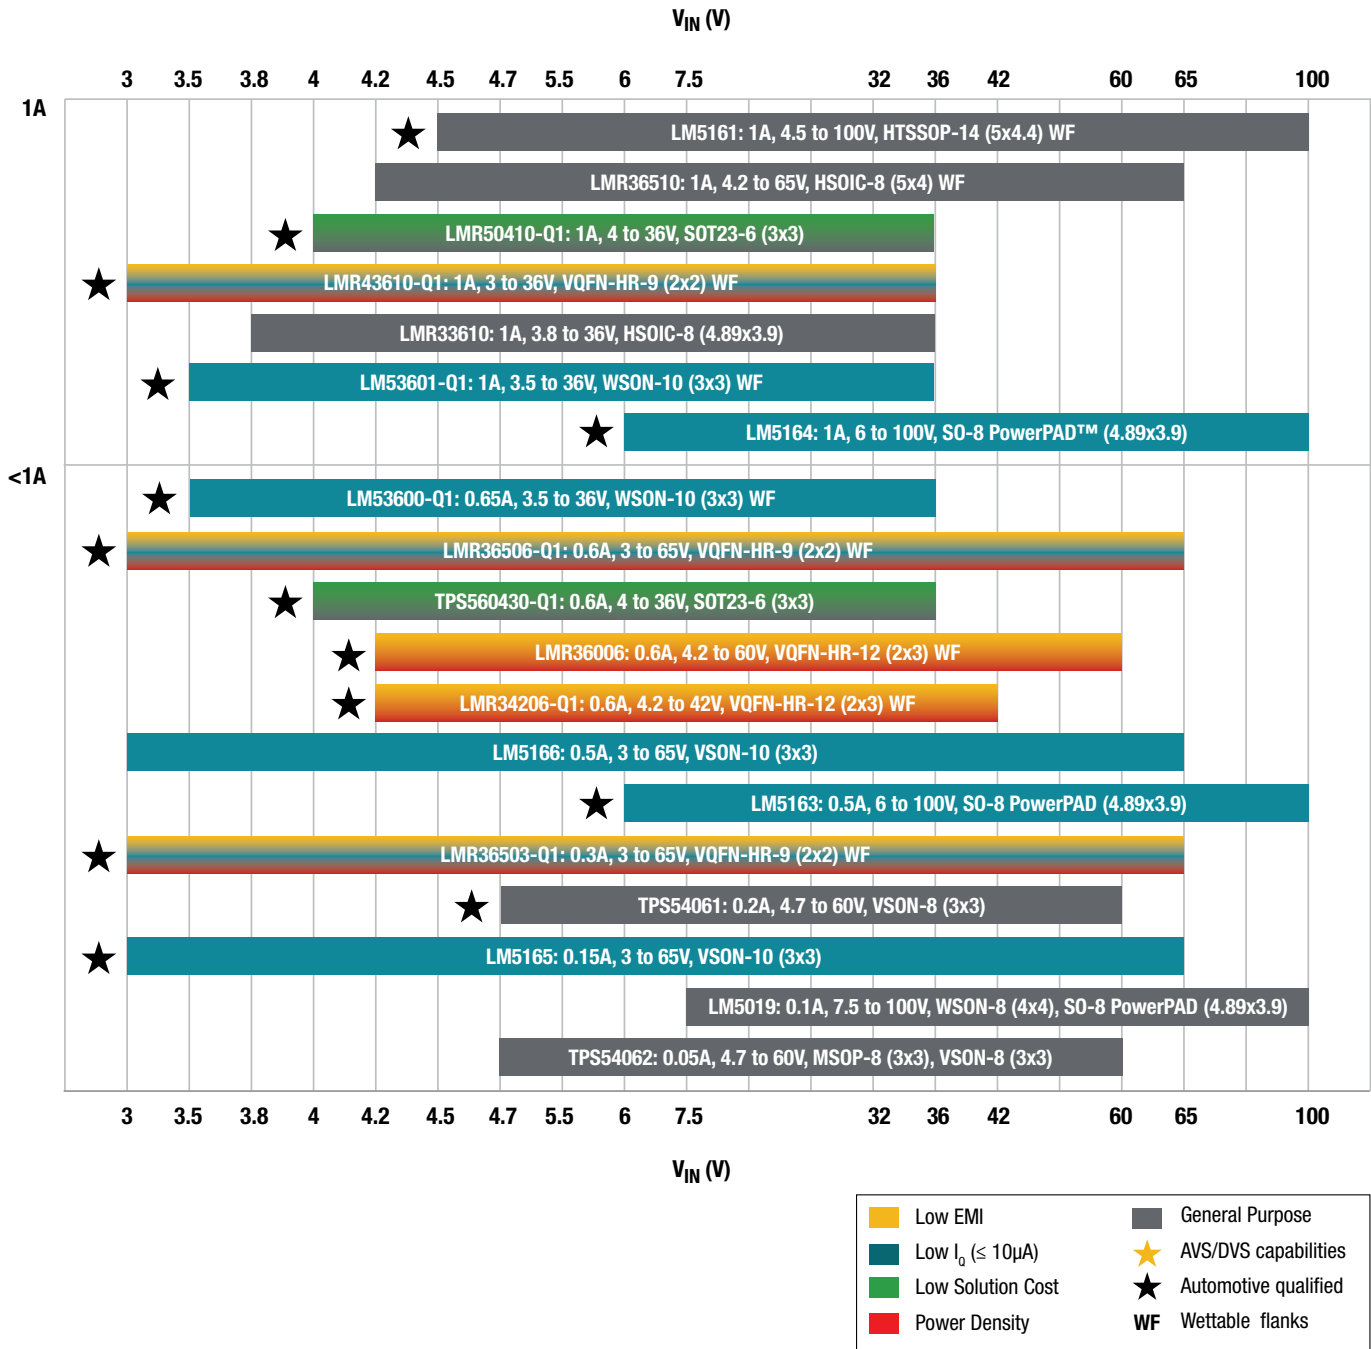 VIN (V)
3 3.5 3.8 4 4.2 4.5 4.7 5.5 6 7.5 32 36 42 60 65 100
1A
LM5161: 1A, 4.5 to 100V, HTSSOP-14 (5x4.4) WF
LMR36510: 1A, 4.2 to 65V, HSOIC-8 (5x4) WF
LMR50410-Q1: 1A, 4 to 36V, SOT23-6 (3x3)
LMR43610-Q1: 1A, 3 to 36V, VQFN-HR-9 (2x2) WF
LMR33610: 1A, 3.8 to 36V, HSOIC-8 (4.89x3.9)
LM53601-Q1: 1A, 3.5 to 36V, WSON-10 (3x3) WF
LM5164: 1A, 6 to 100V, SO-8 PowerPAD™ (4.89x3.9)
<1A
LM53600-Q1: 0.65A, 3.5 to 36V, WSON-10 (3x3) WF
LMR36506-Q1: 0.6A, 3 to 65V, VQFN-HR-9 (2x2) WF
TPS560430-Q1: 0.6A, 4 to 36V, SOT23-6 (3x3)
LMR36006: 0.6A, 4.2 to 60V, VQFN-HR-12 (2x3) WF
LMR34206-Q1: 0.6A, 4.2 to 42V, VQFN-HR-12 (2x3) WF
LM5166: 0.5A, 3 to 65V, VSON-10 (3x3)
LM5163: 0.5A, 6 to 100V, SO-8 PowerPAD (4.89x3.9)
LMR36503-Q1: 0.3A, 3 to 65V, VQFN-HR-9 (2x2) WF
TPS54061: 0.2A, 4.7 to 60V, VSON-8 (3x3)
LM5165: 0.15A, 3 to 65V, VSON-10 (3x3)
LM5019: 0.1A, 7.5 to 100V, WSON-8 (4x4), SO-8 PowerPAD (4.89x3.9)
TPS54062: 0.05A, 4.7 to 60V, MSOP-8 (3x3), VSON-8 (3x3)
3 3.5 3.8 4 4.2 4.5 4.7 5.5 6 7.5 32 36 42 60 65 100
VIN (V)
Low EMI
Low IQ (≤ 10µA)
Low Solution Cost
Power Density
General Purpose
AVS/DVS capabilities
Automotive qualified
WF Wettable flanks